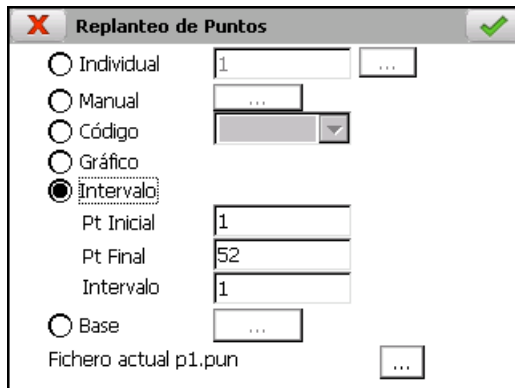 X Replanteo de Puntos
Individual 1 ...
Manual ...
Código
Gráfico
Intervalo
Pt Inicial 1
Pt Final 52
Intervalo 1
Base ...
Fichero actual p1.pun ...